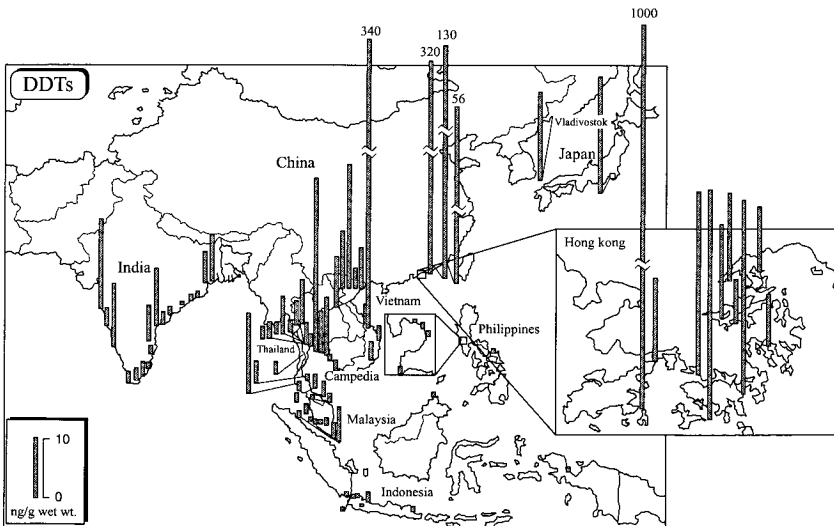 1000
340
130
320
56
DDTs
Vladivostok
China
Japan
Hong kong
India
Vietnam
Philippines
Thailand
Campedia
Malaysia
10
0
ng/g wet wt.
Indonesia